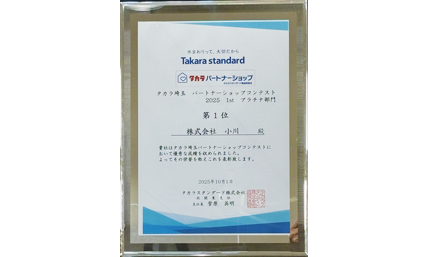 水まわりって、大切だから
Takara standard
タカラパートナーショップ
タカラ埼玉 パートナーショップコンテスト
2025 1st プラチナ部門
第1位
株式会社 小川 殿
貴社はタカラ埼玉パートナーショップコンテストに
おいて優秀な成績を収められました。
よってその栄誉を称えこれを表彰致します。
2025年10月1日
タカラスタンダード株式会社